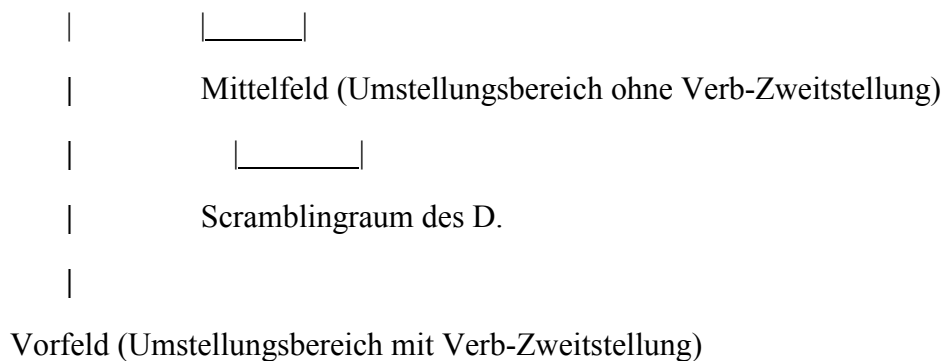 Mittelfeld (Umstellungsbereich ohne Verb-Zweitstellung)
Scramblingraum des D.
Vorfeld (Umstellungsbereich mit Verb-Zweitstellung)